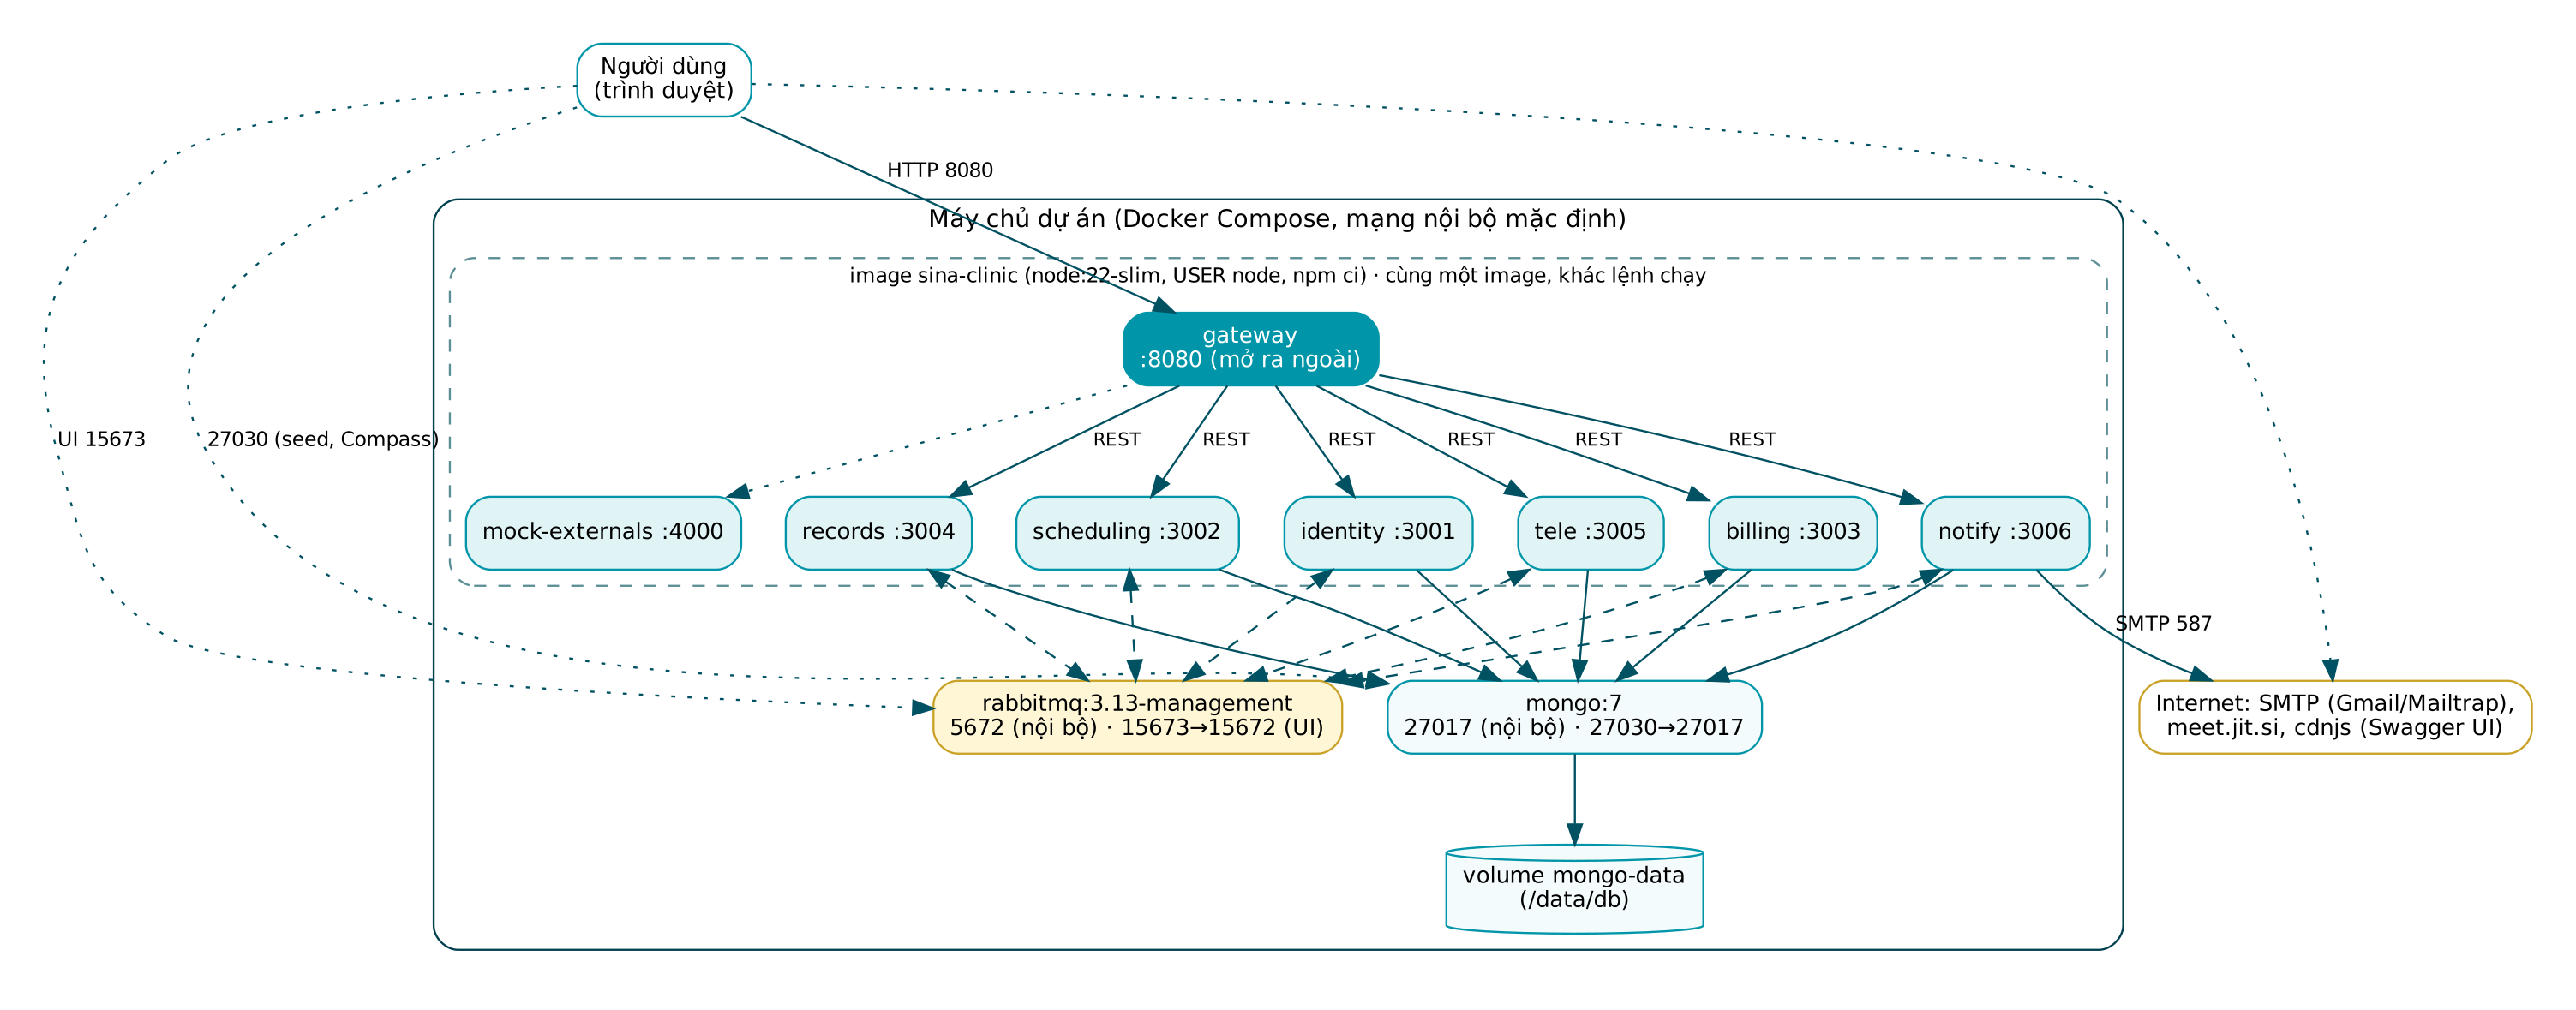 Người dùng
(trình duyệt)
HTTP 8080
Máy chủ dự án (Docker Compose, mạng nội bộ mặc định)
image sina-clinic (node:22-slim, USER node, npm ci) · cùng một image, khác lệnh chạy
gateway
:8080 (mở ra ngoài)
UI 15673
27030 (seed, Compass)
REST
REST
REST
REST
REST
REST
mock-externals :4000
records :3004
scheduling :3002
identity :3001
tele :3005
billing :3003
notify :3006
SMTP 587
rabbitmq:3.13-management
5672 (nội bộ) · 15673→15672 (UI)
mongo:7
27017 (nội bộ) · 27030→27017
Internet: SMTP (Gmail/Mailtrap),
meet.jit.si, cdnjs (Swagger UI)
volume mongo-data
(/data/db)